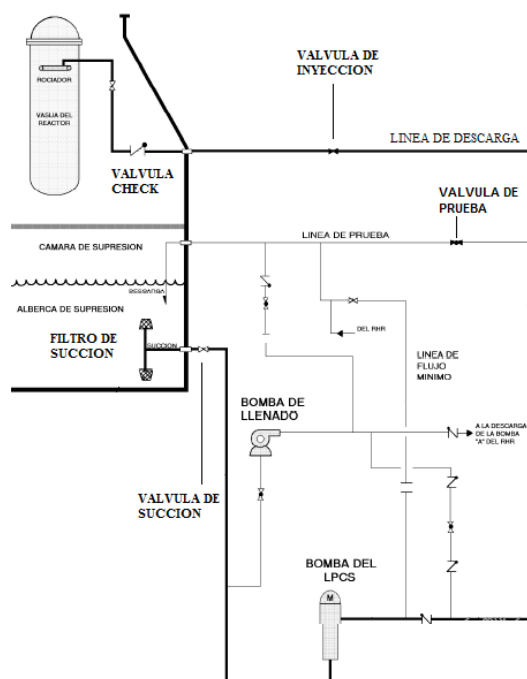 VALVULA DE
INYECCION
ROCIADOR
VASIJA DEL
REACTOR
LINEA DE DESCARGA
VALVULA
CHECK
VALVULA DE
PRUEBA
LINEA DE PRUEBA
CAMARA DE SUPRESION
DESCARGA
ALBERCA DE SUPRESION
DEL RHR
FILTRO DE
SUCCION
SUCCION
LINEA DE
FLUJO
MINIMO
BOMBA DE
LLENADO
A LA DESCARGA
DE LA BOMBA
"A" DEL RHR
VALVULA DE
SUCCION
BOMBA DEL
LPCS
M